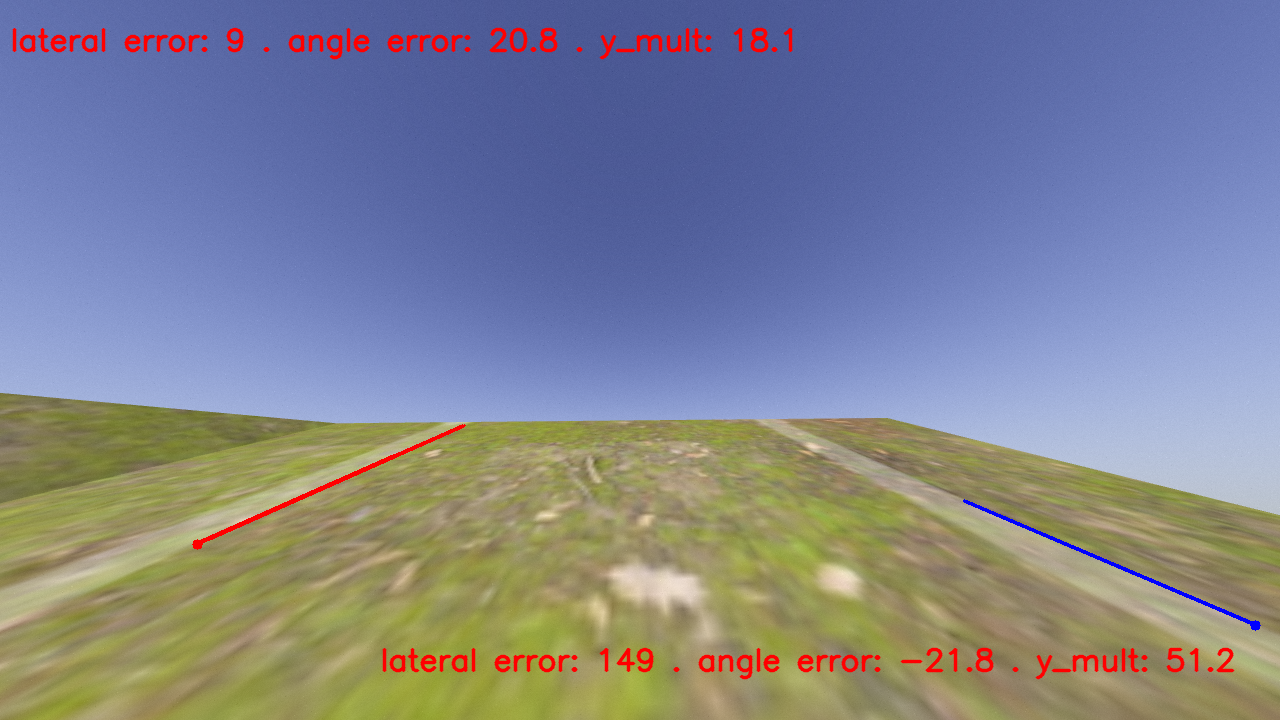 lateral error: 9 . angle error: 20.8 . y_mult: 18.1
lateral error: 149 . angle error: -21.8 . y_mult: 51.2